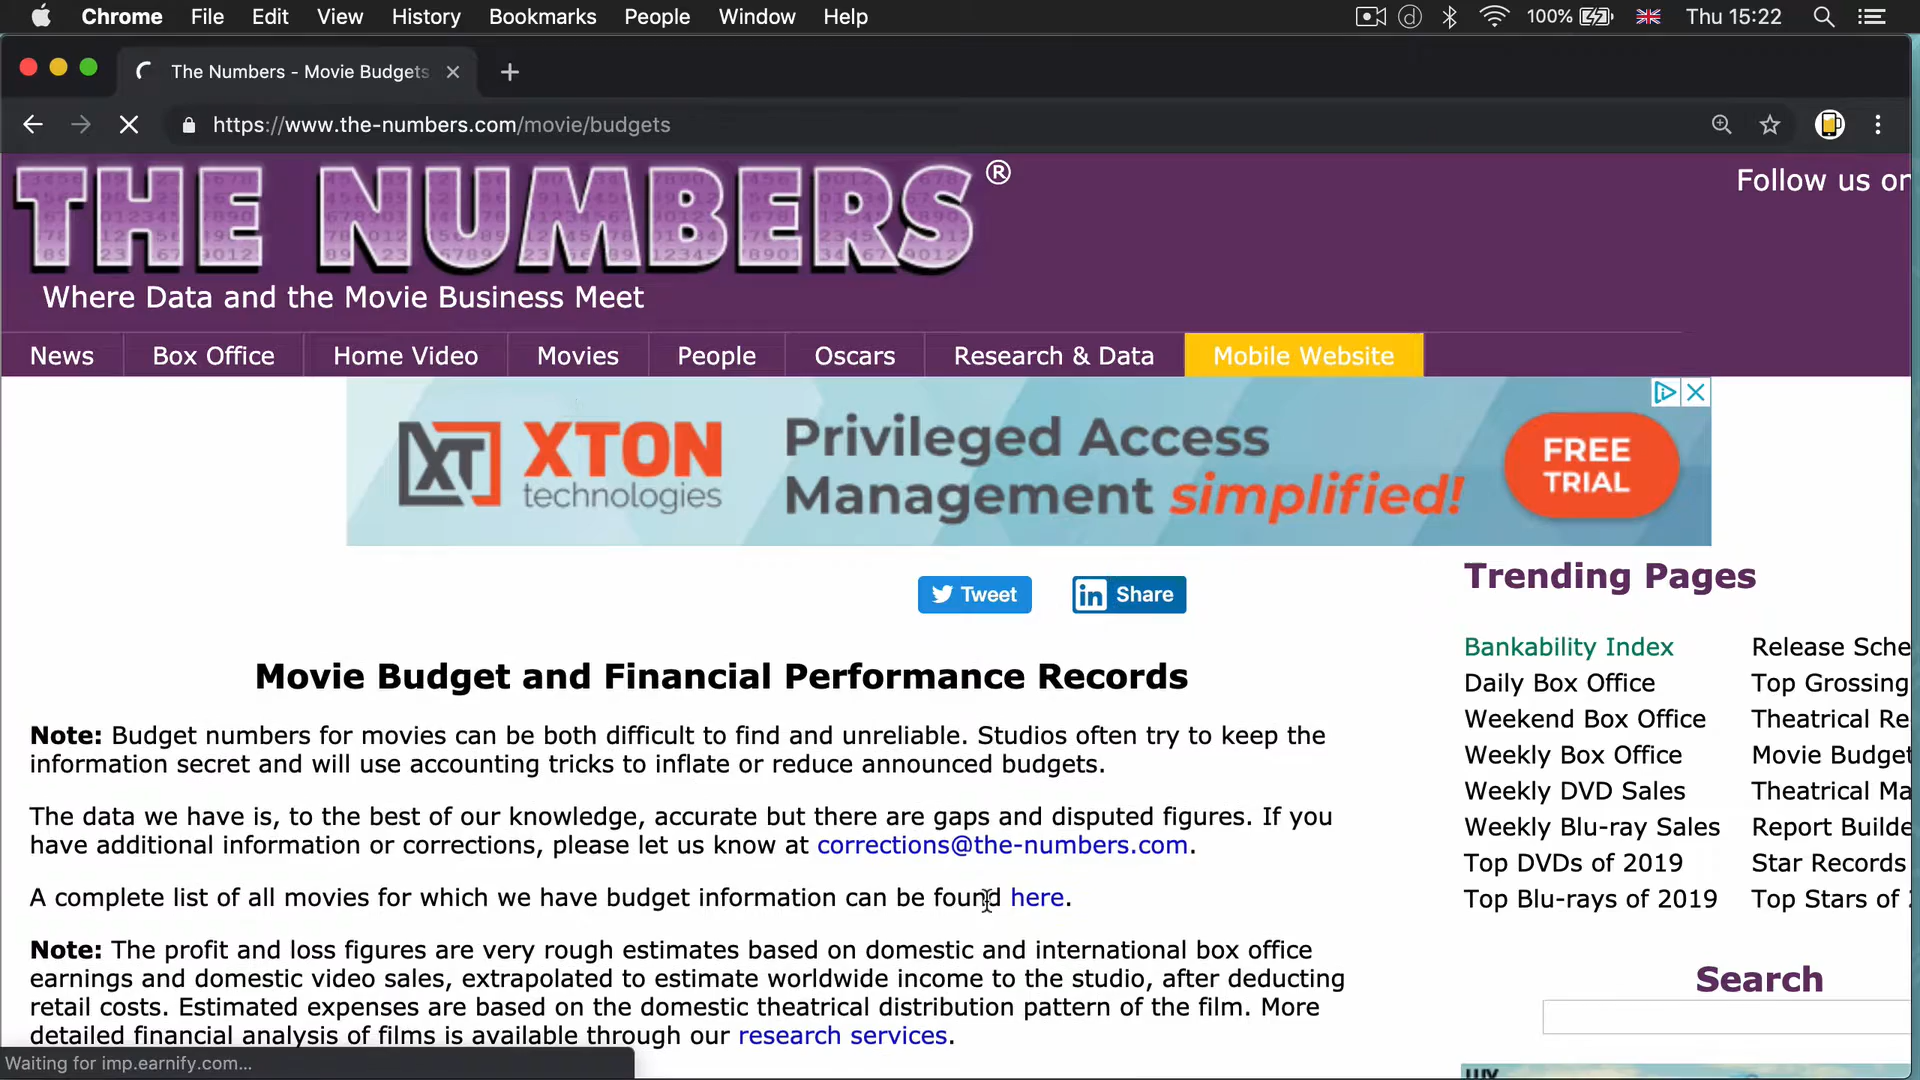 Chrome File Edit View History Bookmarks People Window Help 100% Thu 15:22
The Numbers - Movie Budgets
https://www.the-numbers.com/movie/budgets
THE NUMBERS ®
Follow us on
Where Data and the Movie Business Meet
News Box Office Home Video Movies People Oscars Research & Data Mobile Website
XT XTON technologies
Privileged Access
Management simplified!
FREE
TRIAL
Tweet in Share
Movie Budget and Financial Performance Records
Note: Budget numbers for movies can be both difficult to find and unreliable. Studios often try to keep the
information secret and will use accounting tricks to inflate or reduce announced budgets.
The data we have is, to the best of our knowledge, accurate but there are gaps and disputed figures. If you
have additional information or corrections, please let us know at corrections@the-numbers.com.
A complete list of all movies for which we have budget information can be found here.
Note: The profit and loss figures are very rough estimates based on domestic and international box office
earnings and domestic video sales, extrapolated to estimate worldwide income to the studio, after deducting
retail costs. Estimated expenses are based on the domestic theatrical distribution pattern of the film. More
detailed financial analysis of films is available through our research services.
Trending Pages
Bankability Index Release Sche
Daily Box Office Top Grossing
Weekend Box Office Theatrical Re
Weekly Box Office Movie Budget
Weekly DVD Sales Theatrical Ma
Weekly Blu-ray Sales Report Builde
Top DVDs of 2019 Star Records
Top Blu-rays of 2019 Top Stars of
Search
Waiting for imp.earnify.com...